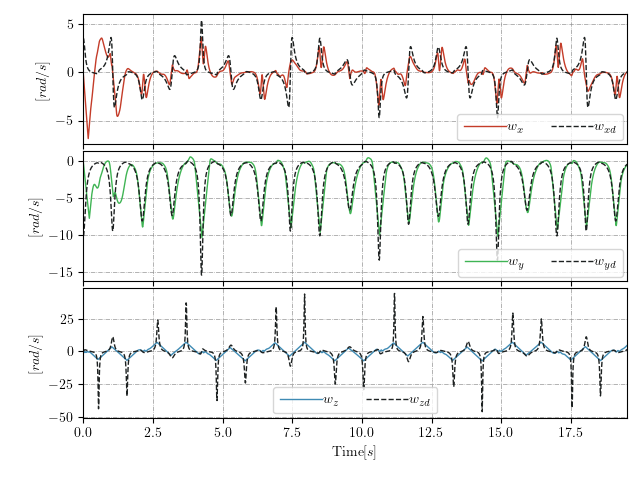 5
0
−5
[rad/s]
w_x w_xd
0
−5
−10
−15
[rad/s]
w_y w_yd
25
0
−25
−50
[rad/s]
w_z w_zd
0.0 2.5 5.0 7.5 10.0 12.5 15.0 17.5
Time[s]